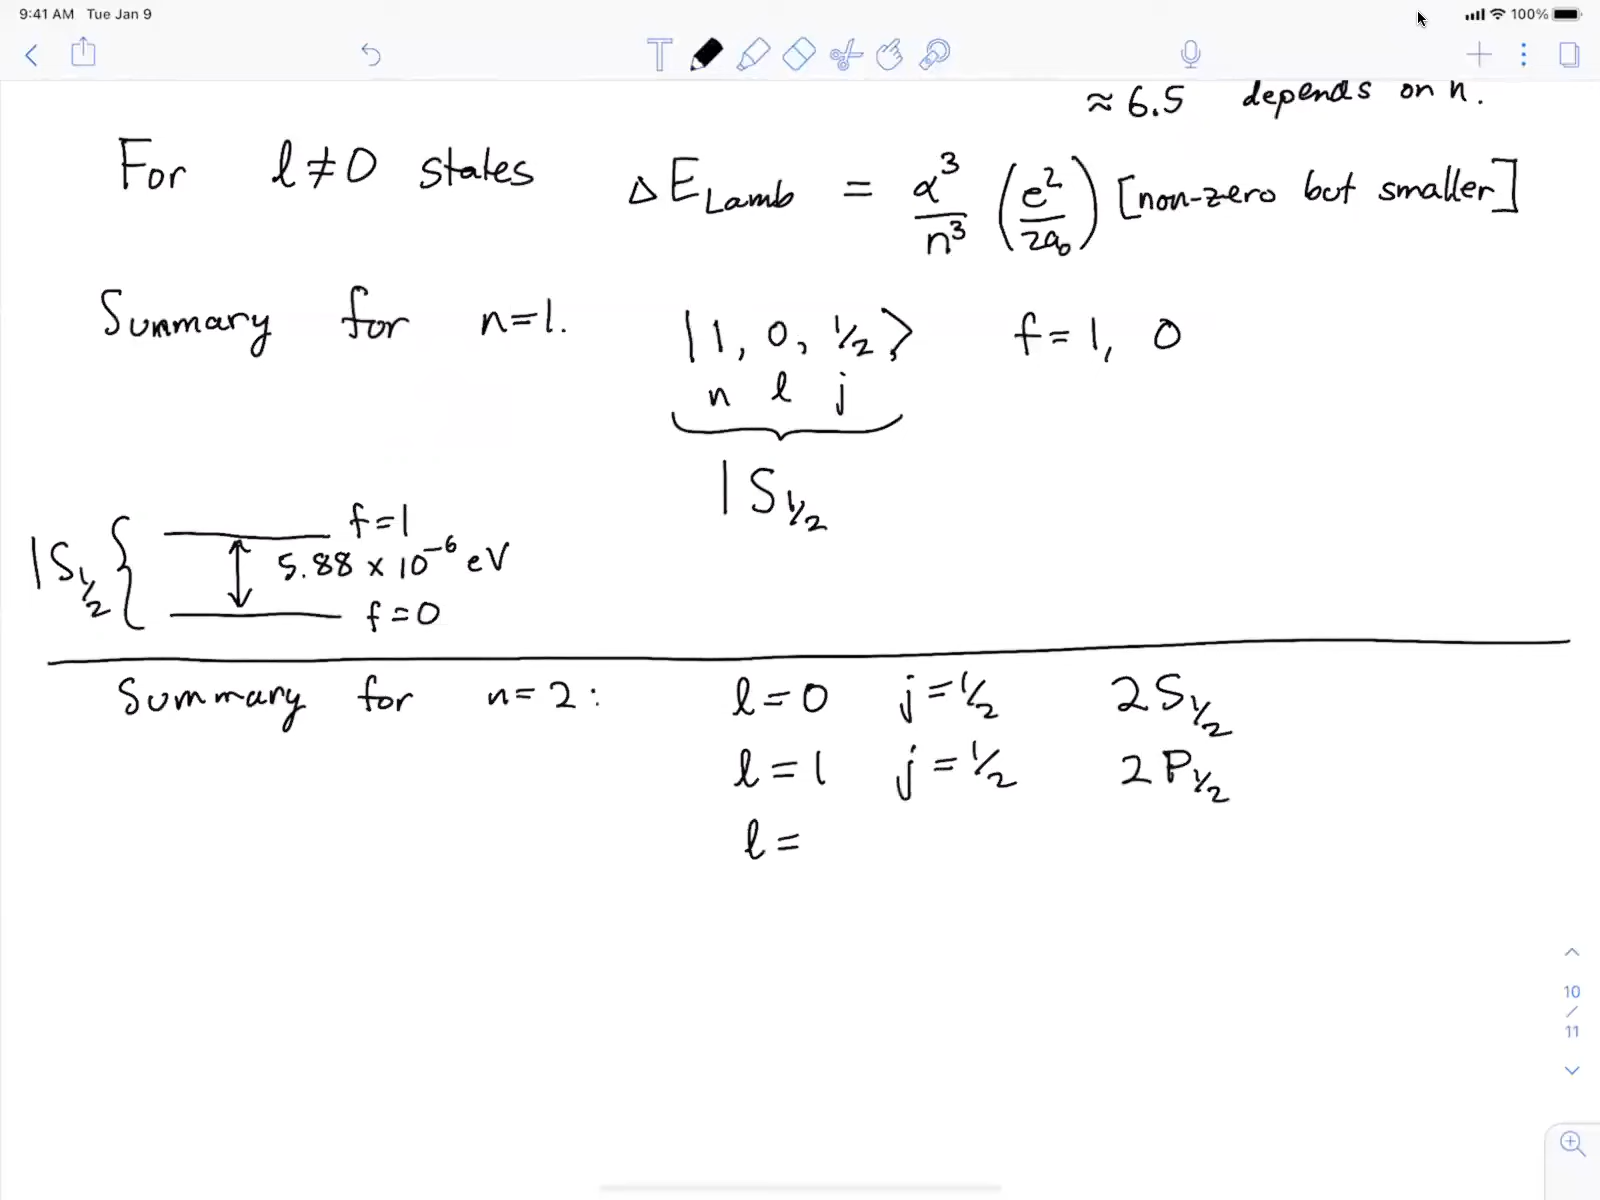 9:41 AM Tue Jan 9 100%
T
≈ 6.5 depends on n.
For l≠0 states ΔE_Lamb = α³/n³ (e²/2a₀) [non-zero but smaller]
Summary for n=1. |1, 0, 1/2⟩ f=1, 0
n l j
1S_1/2
f=1
1S_1/2 { 5.88 × 10⁻⁶ eV
f=0
Summary for n=2: l=0 j=1/2 2S_1/2
l=1 j=1/2 2P_1/2
l=
10
/
11